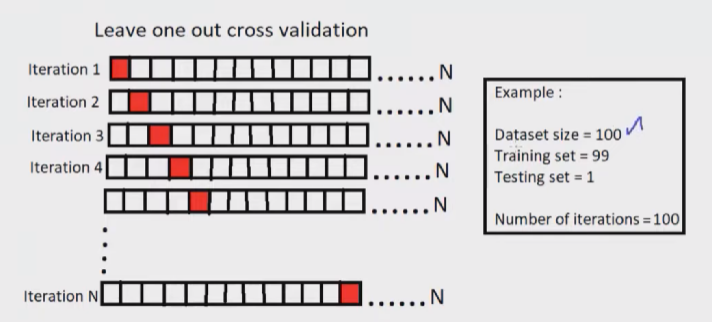 Leave one out cross validation
Iteration 1 ...... N
Iteration 2 ...... N
Iteration 3 ...... N
Iteration 4 ...... N
...... N
Iteration N ...... N
Example :
Dataset size = 100
Training set = 99
Testing set = 1
Number of iterations = 100